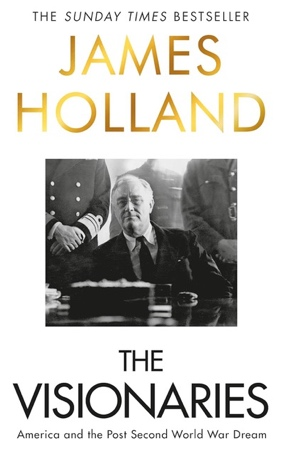 THE SUNDAY TIMES BESTSELLER
JAMES
HOLLAND
THE
VISIONARIES
America and the Post Second World War Dream